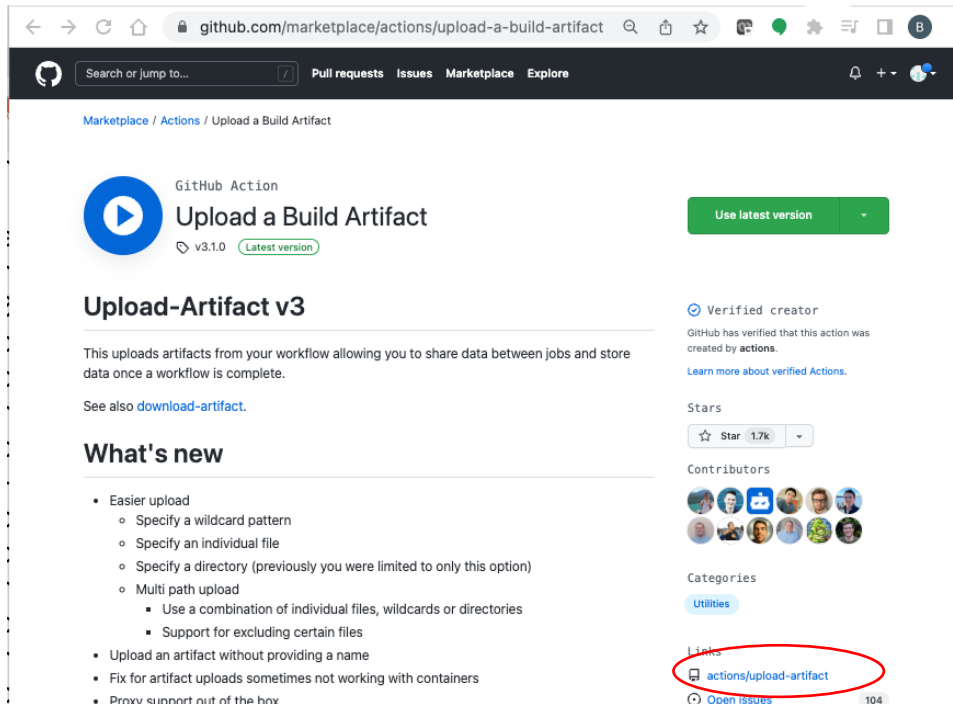 github.com/marketplace/actions/upload-a-build-artifact
B
Search or jump to... /
Pull requests Issues Marketplace Explore
Marketplace / Actions / Upload a Build Artifact
GitHub Action
Upload a Build Artifact
v3.1.0 Latest version
Use latest version
Upload-Artifact v3
This uploads artifacts from your workflow allowing you to share data between jobs and store
data once a workflow is complete.
See also download-artifact.
What's new
• Easier upload
◦ Specify a wildcard pattern
◦ Specify an individual file
◦ Specify a directory (previously you were limited to only this option)
◦ Multi path upload
▪ Use a combination of individual files, wildcards or directories
▪ Support for excluding certain files
• Upload an artifact without providing a name
• Fix for artifact uploads sometimes not working with containers
• Proxy support out of the box
Verified creator
GitHub has verified that this action was
created by actions.
Learn more about verified Actions.
Stars
Star 1.7k
Contributors
Categories
Utilities
Links
actions/upload-artifact
Open issues 104